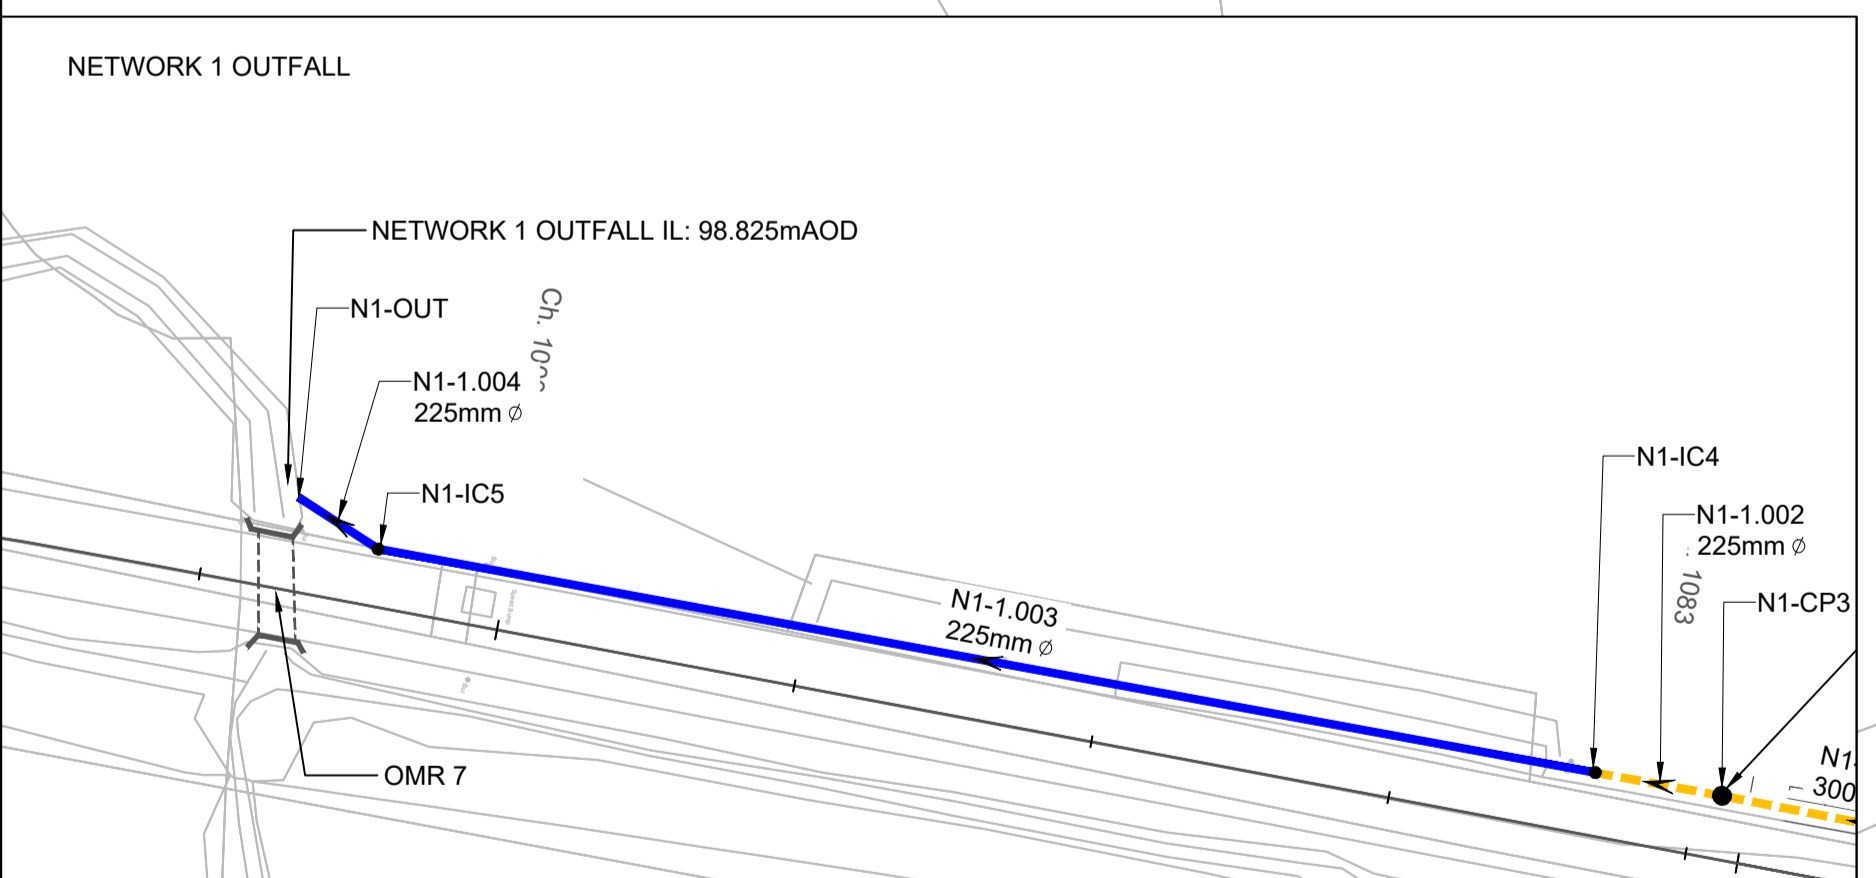 NETWORK 1 OUTFALL
NETWORK 1 OUTFALL IL: 98.825mAOD
N1-OUT
Ch.
N1-1.004
225mm ⌀
N1-IC5
N1-IC4
N1-1.002
225mm ⌀
1083
N1-CP3
N1-1.003
225mm ⌀
OMR 7
300